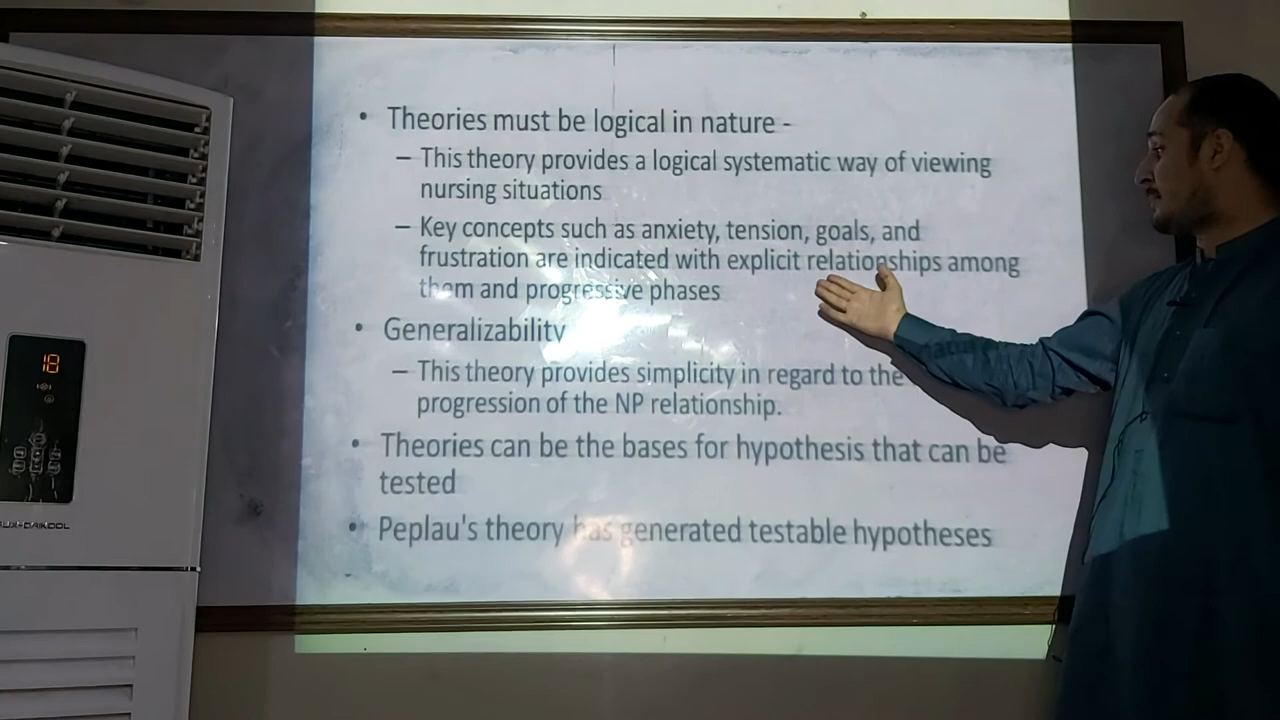 • Theories must be logical in nature -
– This theory provides a logical systematic way of viewing
nursing situations
– Key concepts such as anxiety, tension, goals, and
frustration are indicated with explicit relationships among
them and progressive phases
• Generalizability
– This theory provides simplicity in regard to the
progression of the NP relationship.
• Theories can be the bases for hypothesis that can be
tested
• Peplau's theory has generated testable hypotheses
18